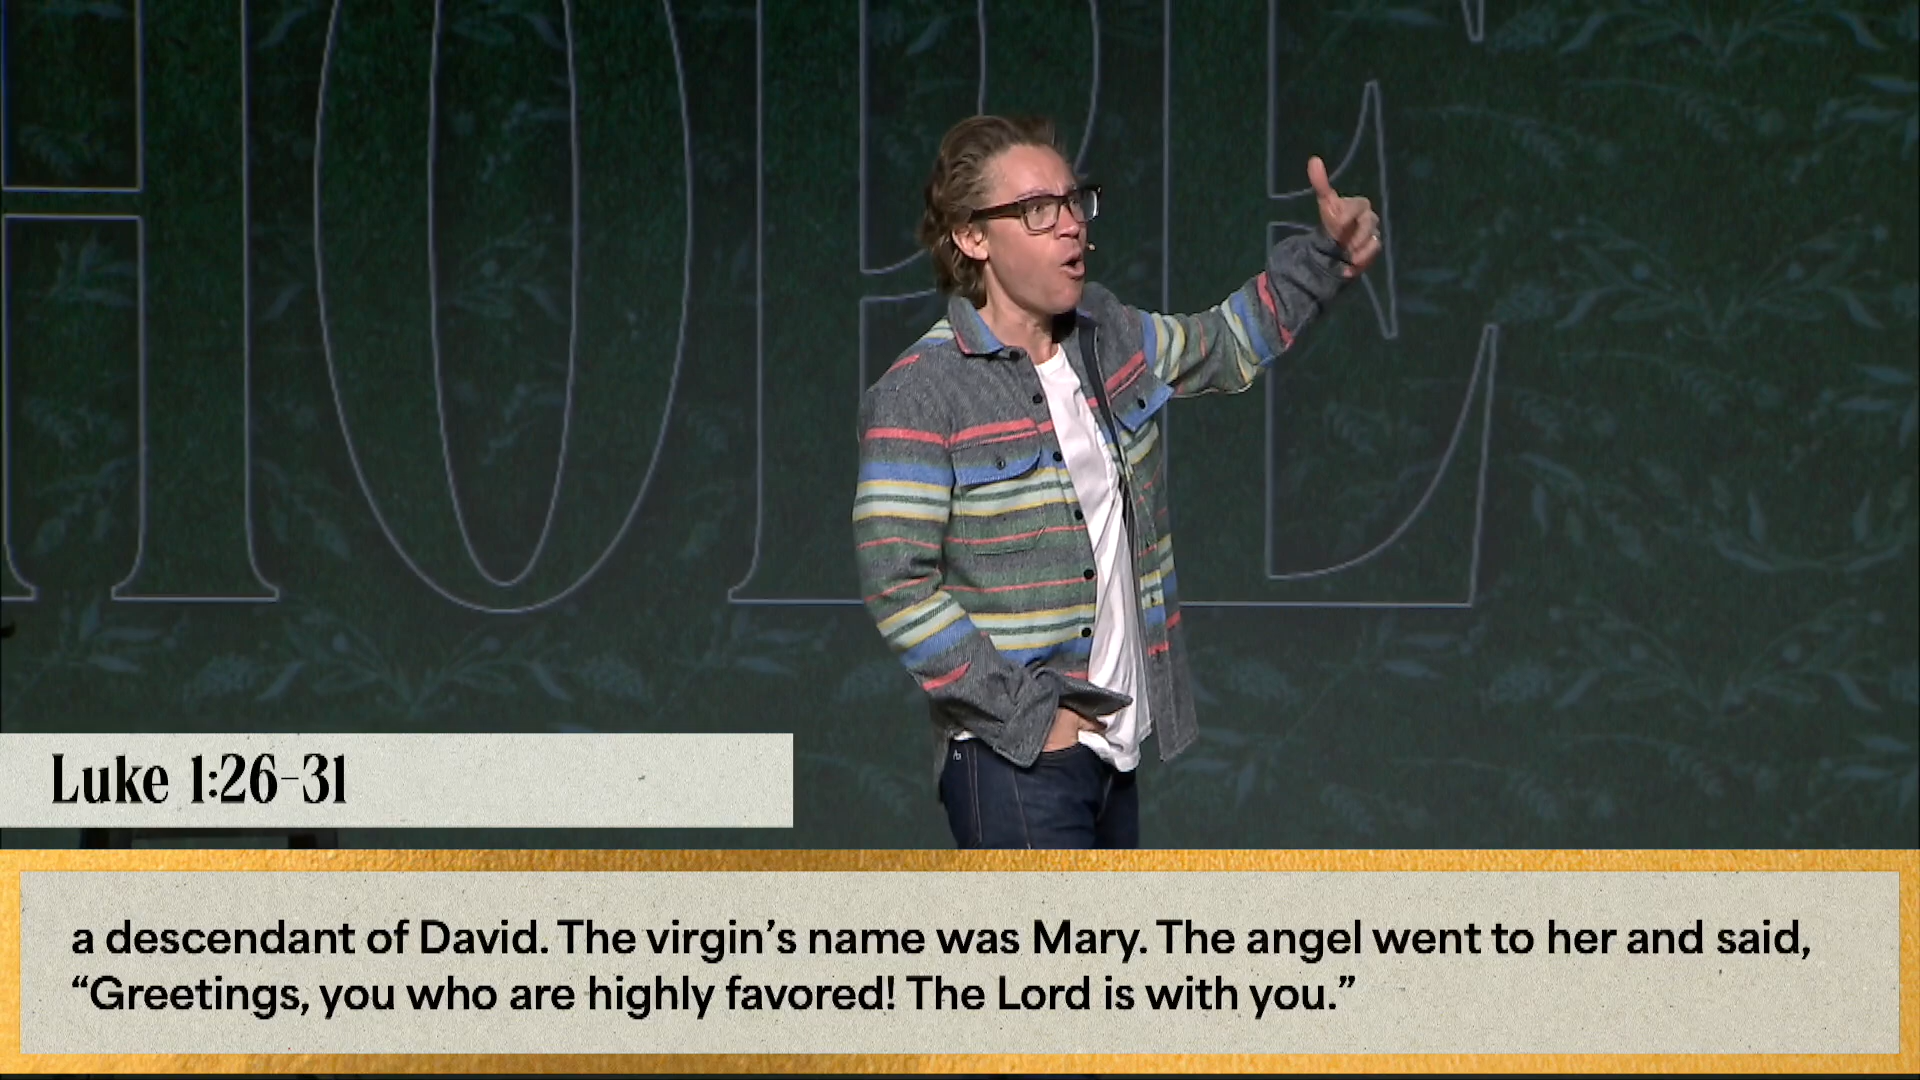 HOPE
Luke 1:26-31
a descendant of David. The virgin’s name was Mary. The angel went to her and said,
“Greetings, you who are highly favored! The Lord is with you.”